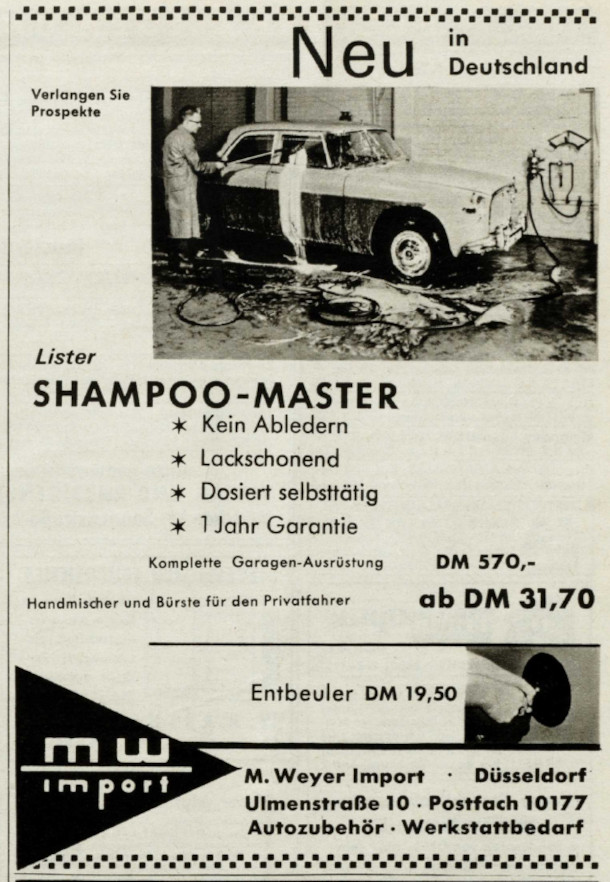 Neu in
Deutschland
Verlangen Sie
Prospekte
Lister
SHAMPOO-MASTER
✶ Kein Abledern
✶ Lackschonend
✶ Dosiert selbsttätig
✶ 1 Jahr Garantie
Komplette Garagen-Ausrüstung DM 570,-
Handmischer und Bürste für den Privatfahrer ab DM 31,70
Entbeuler DM 19,50
mw
import
M. Weyer Import · Düsseldorf
Ulmenstraße 10 · Postfach 10177
Autozubehör · Werkstattbedarf